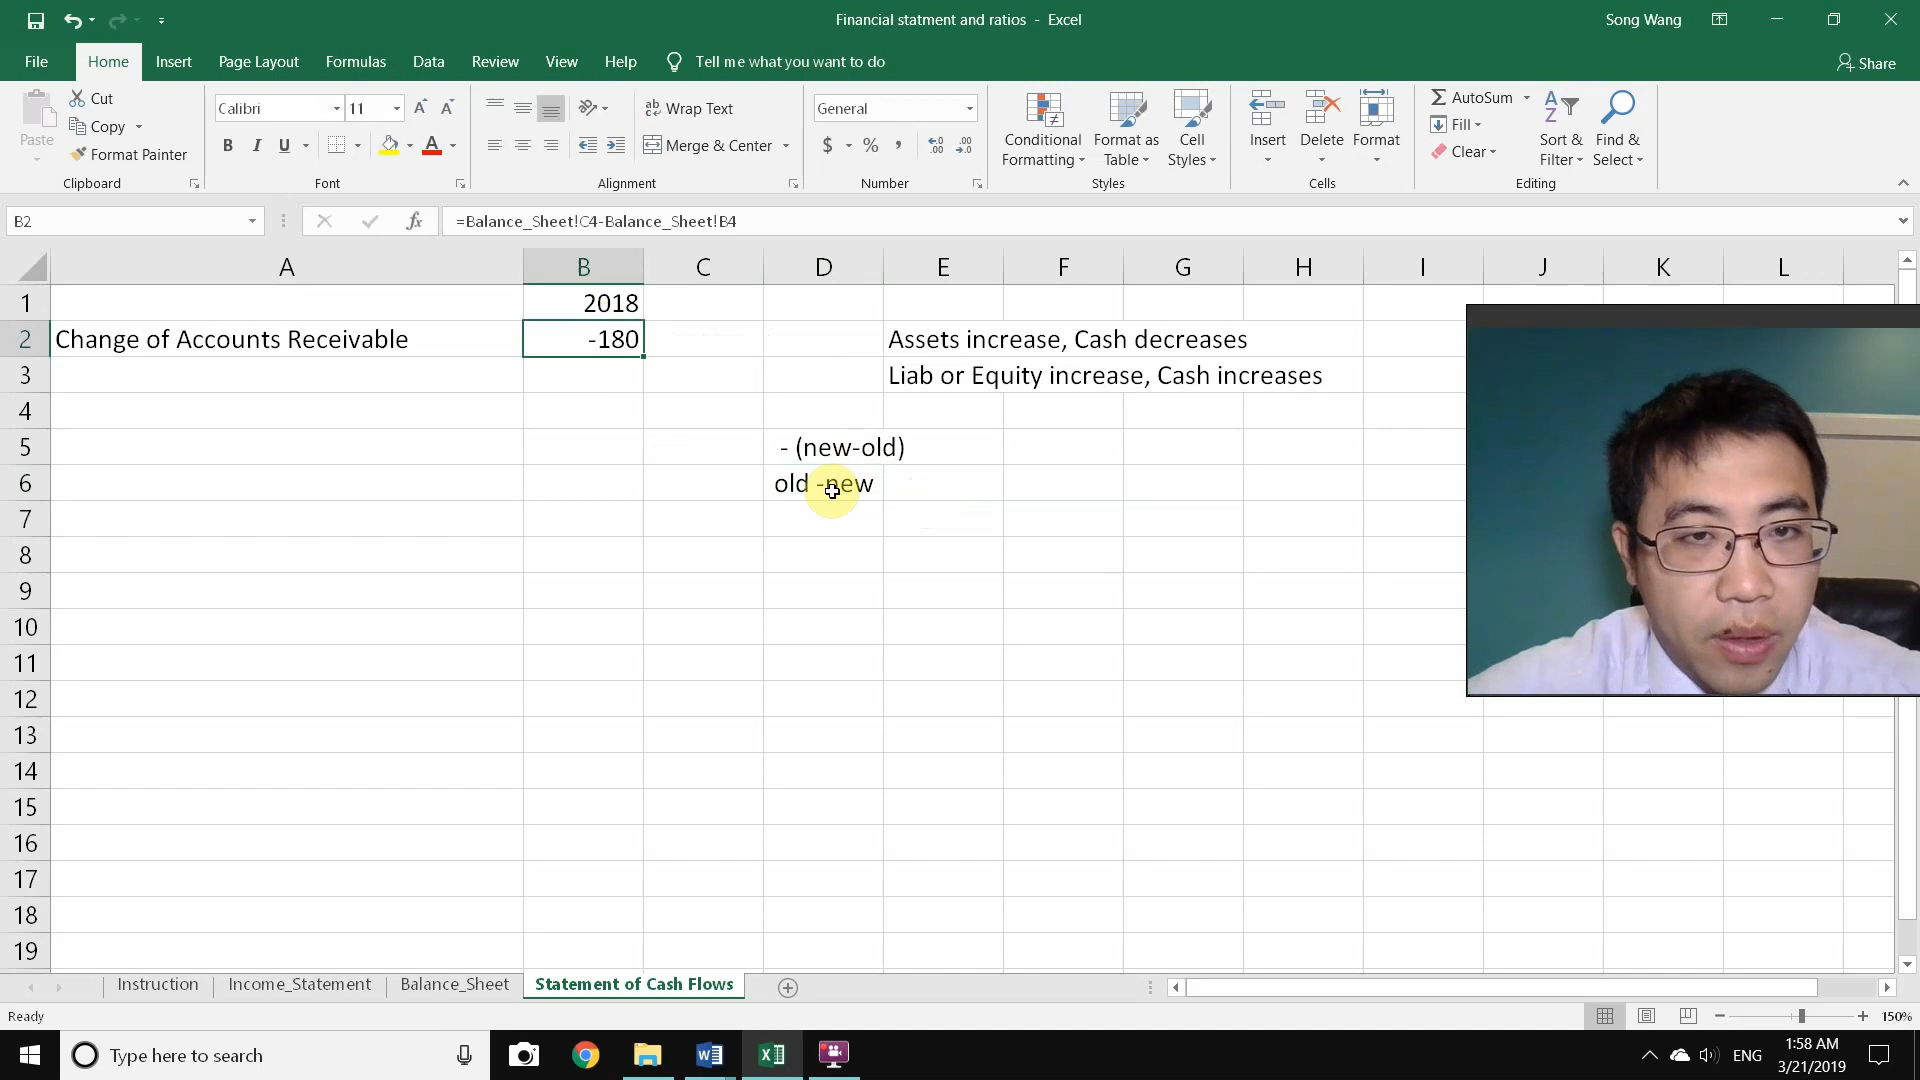 Financial statment and ratios - Excel
Song Wang
File Home Insert Page Layout Formulas Data Review View Help Tell me what you want to do
Share
Paste
Cut
Copy
Format Painter
Clipboard
Calibri 11
B I U
Font
Wrap Text
Merge & Center
Alignment
General
$ % ,
Number
Conditional Formatting
Format as Table
Cell Styles
Styles
Insert
Delete
Format
Cells
AutoSum
Fill
Clear
Sort & Filter
Find & Select
Editing
B2
fx
=Balance_Sheet!C4-Balance_Sheet!B4
A B C D E F G H I J K L
1 2018
2 Change of Accounts Receivable -180 Assets increase, Cash decreases
3 Liab or Equity increase, Cash increases
4
5 - (new-old)
6 old -new
7
8
9
10
11
12
13
14
15
16
17
18
19
Instruction Income_Statement Balance_Sheet Statement of Cash Flows
Ready
150%
Type here to search
ENG
1:58 AM
3/21/2019